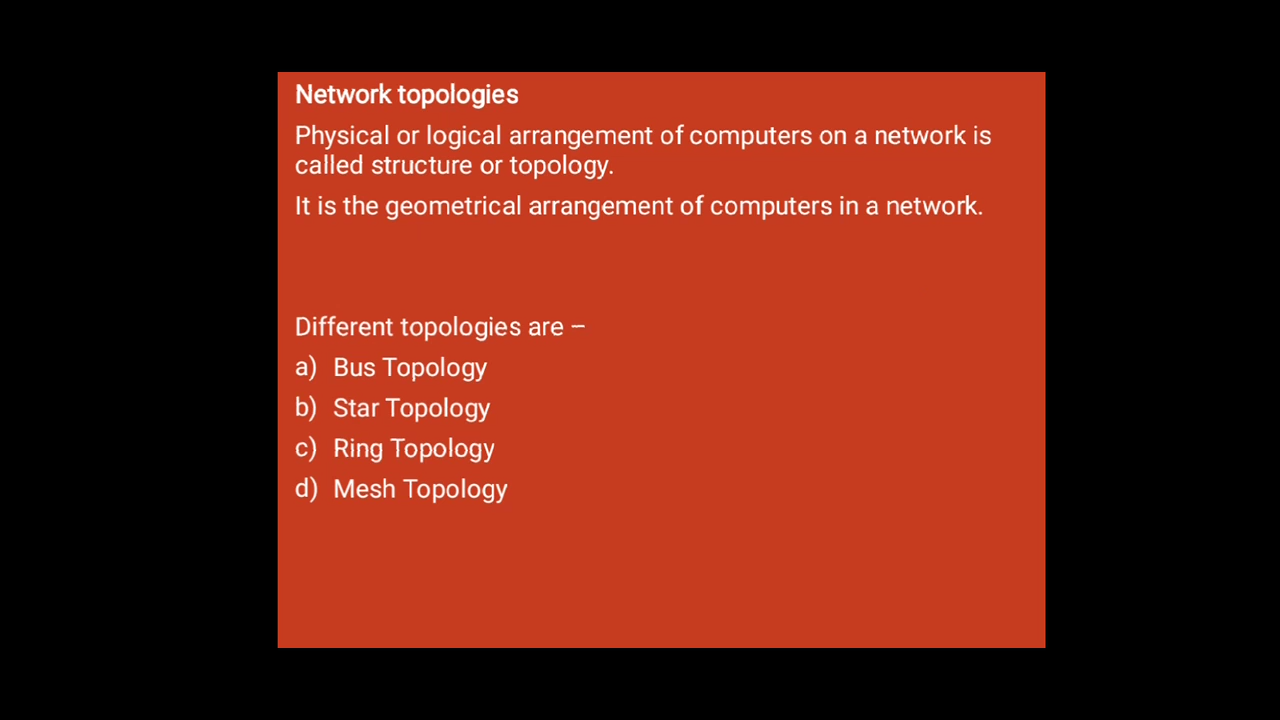 Network topologies
Physical or logical arrangement of computers on a network is
called structure or topology.
It is the geometrical arrangement of computers in a network.
Different topologies are –
a) Bus Topology
b) Star Topology
c) Ring Topology
d) Mesh Topology